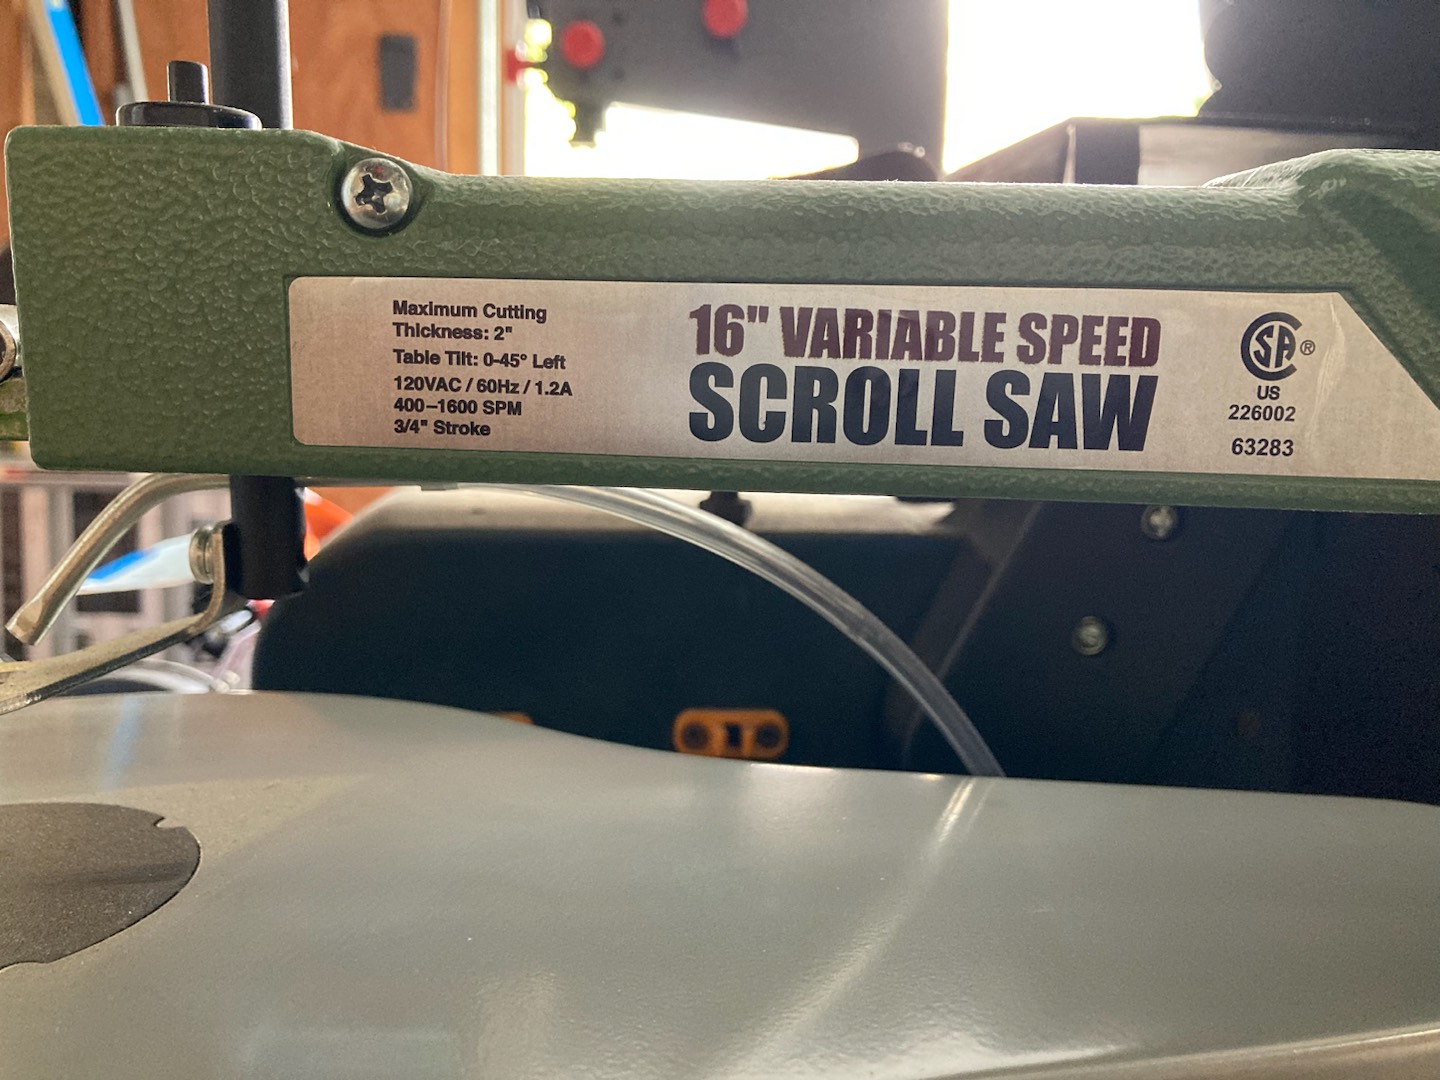 Maximum Cutting
Thickness: 2"
Table Tilt: 0-45° Left
120VAC / 60Hz / 1.2A
400–1600 SPM
3/4" Stroke
16" VARIABLE SPEED
SCROLL SAW
SA®
US
226002
63283